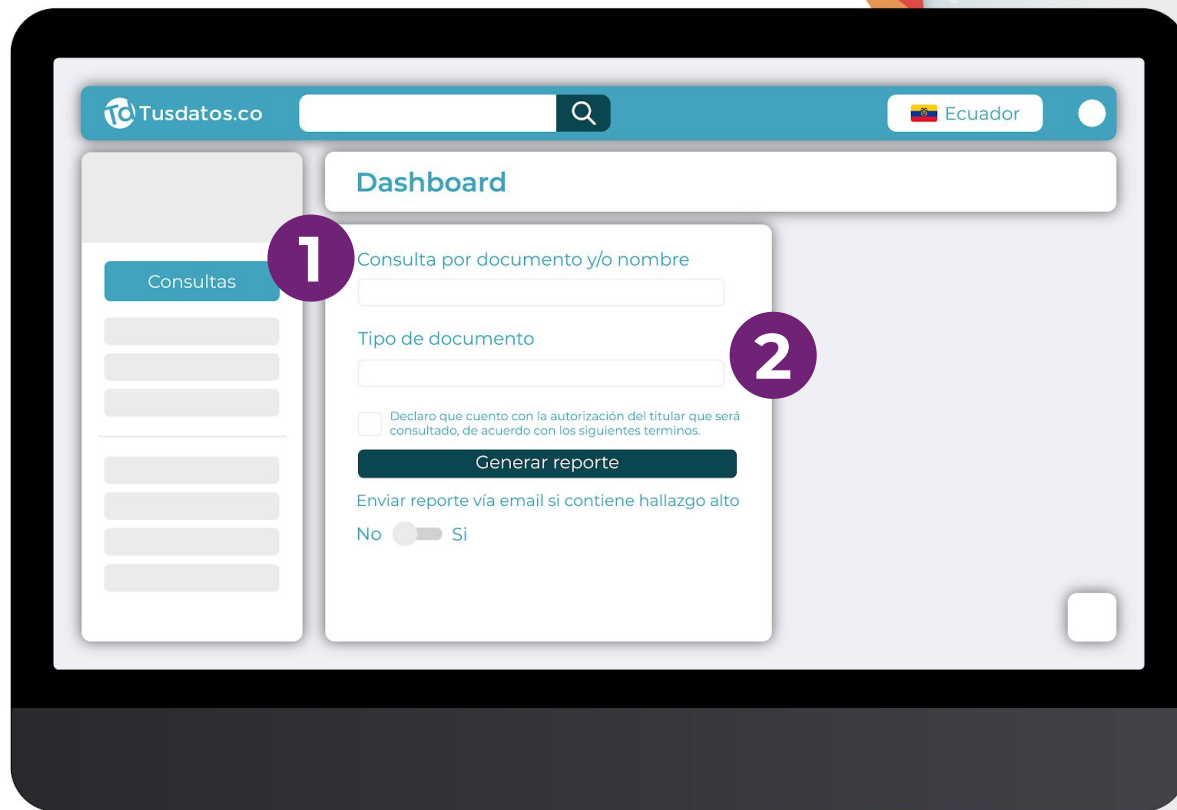 Tusdatos.co
Ecuador
Dashboard
1
Consultas
Consulta por documento y/o nombre
Tipo de documento
2
Declaro que cuento con la autorización del titular que será
consultado, de acuerdo con los siguientes terminos.
Generar reporte
Enviar reporte vía email si contiene hallazgo alto
No Si